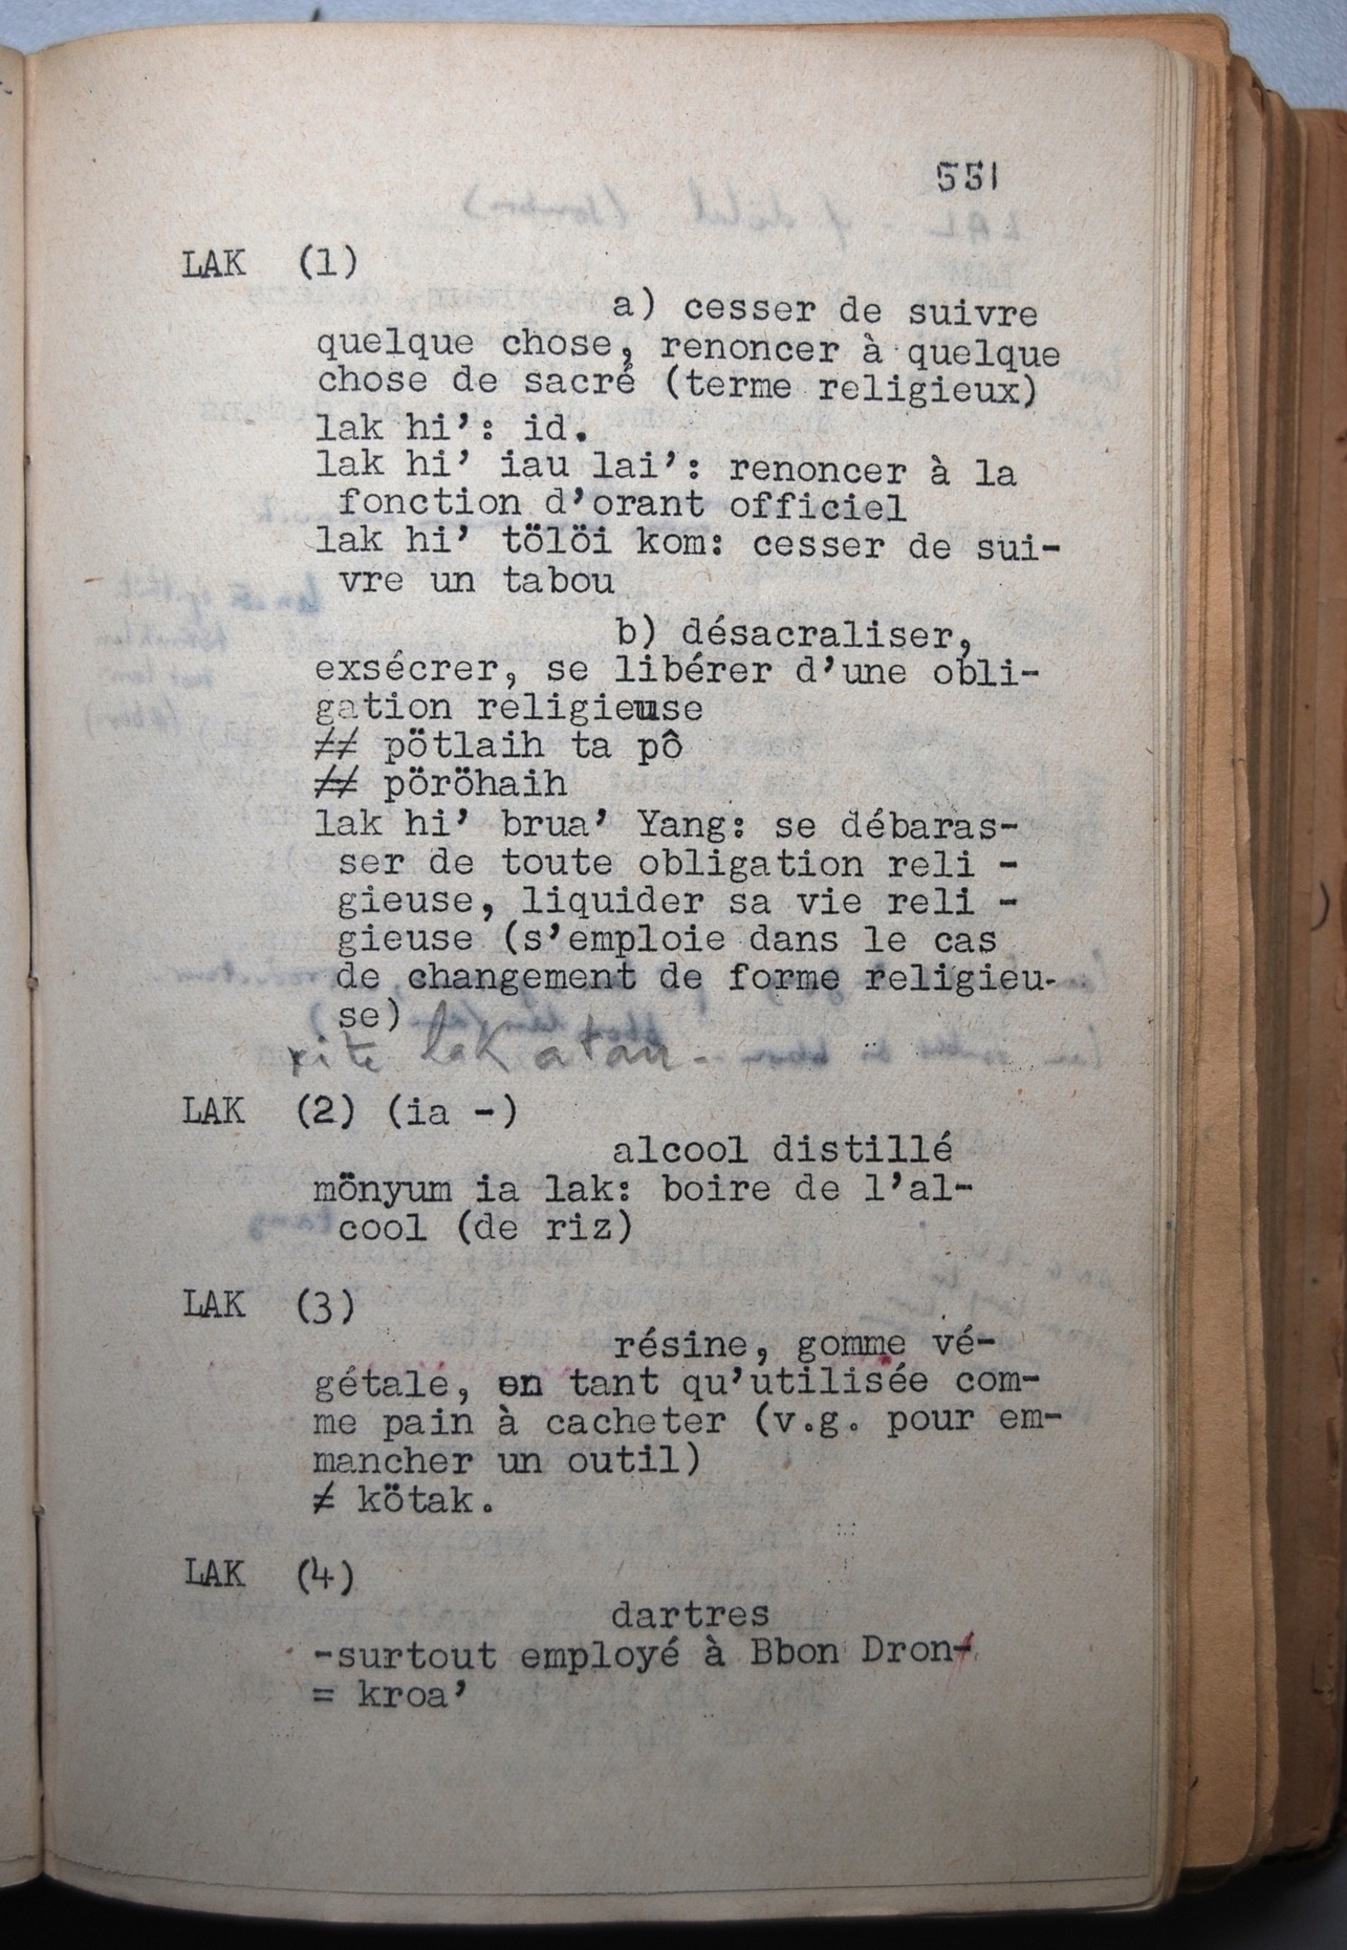 551
LAK (1)
a) cesser de suivre
quelque chose, renoncer à quelque
chose de sacré (terme religieux)
lak hi': id.
lak hi' iau lai': renoncer à la
fonction d'orant officiel
lak hi' tölöi kom: cesser de sui-
vre un tabou
b) désacraliser,
exsécrer, se libérer d'une obli-
gation religieuse
≠≠ pötlaih ta pô
≠≠ pöröhaih
lak hi' brua' Yang: se débaras-
ser de toute obligation reli -
gieuse, liquider sa vie reli -
gieuse (s'emploie dans le cas
de changement de forme religieu-
se)
rite lak atau -
LAK (2) (ia -)
alcool distillé
mönyum ia lak: boire de l'al-
cool (de riz)
LAK (3)
résine, gomme vé-
gétale, en tant qu'utilisée com-
me pain à cacheter (v.g. pour em-
mancher un outil)
≠ kötak.
LAK (4)
dartres
-surtout employé à Bbon Dron-
= kroa'